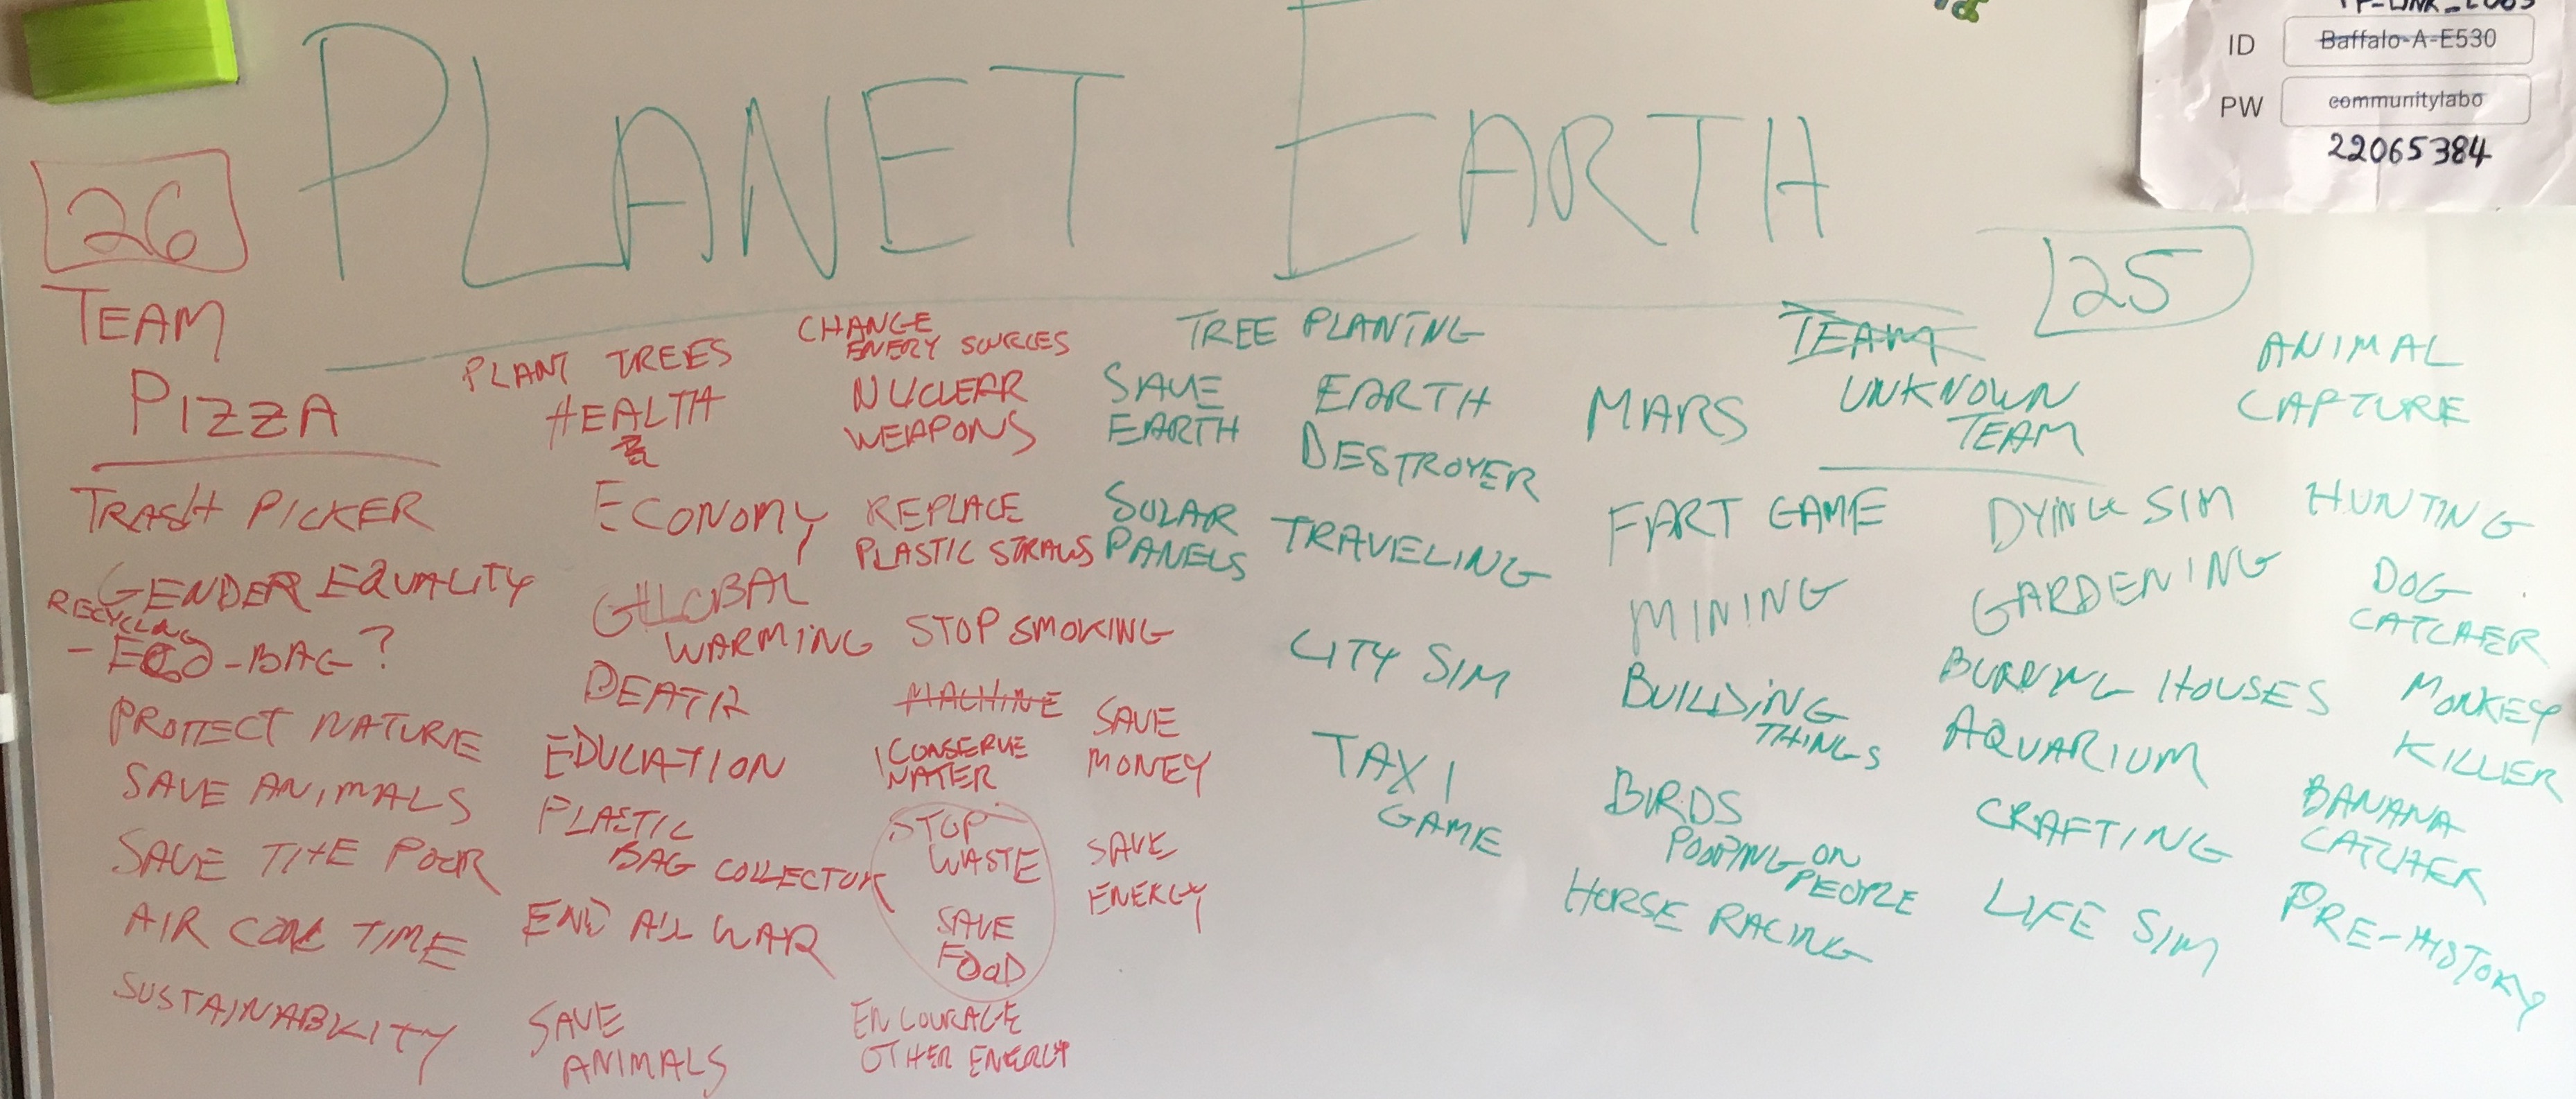 PLANET EARTH
ID Baffalo-A-E530
PW communitylabo
22065384
26
TEAM
PIZZA
TRASH PICKER
GENDER EQUALITY
RECYCLING
- ECO-BAG?
PROTECT NATURE
SAVE ANIMALS
SAVE THE POOR
AIR CON TIME
SUSTAINABILITY
PLANT TREES
HEALTH
ECONOMY
GLOBAL
WARMING
DEATH
EDUCATION
PLASTIC
BAG COLLECTOR
END ALL WAR
SAVE
ANIMALS
CHANGE
ENERY SOURCES
NUCLEAR
WEAPONS
REPLACE
PLASTIC STRAWS
STOP SMOKING
MACHINE
CONSERVE
WATER
STOP
WASTE
SAVE
FOOD
ENCOURAGE
OTHER ENERGY
SAVE
MONEY
SAVE
ENERGY
25
UNKNOWN
TEAM
TEAM
TREE PLANTNG
SAVE
EARTH
SOLAR
PANELS
EARTH
DESTROYER
TRAVELING
CITY SIM
TAXI
GAME
MARS
FART GAME
MINING
BUILDING
THINGS
BIRDS
POOPING ON
PEOPLE
HORSE RACING
DYING SIM
GARDENING
BURNING HOUSES
AQUARIUM
CRAFTING
LIFE SIM
ANIMAL
CAPTURE
HUNTING
DOG
CATCHER
MONKEY
KILLER
BANANA
CATCHER
PRE-HISTORY